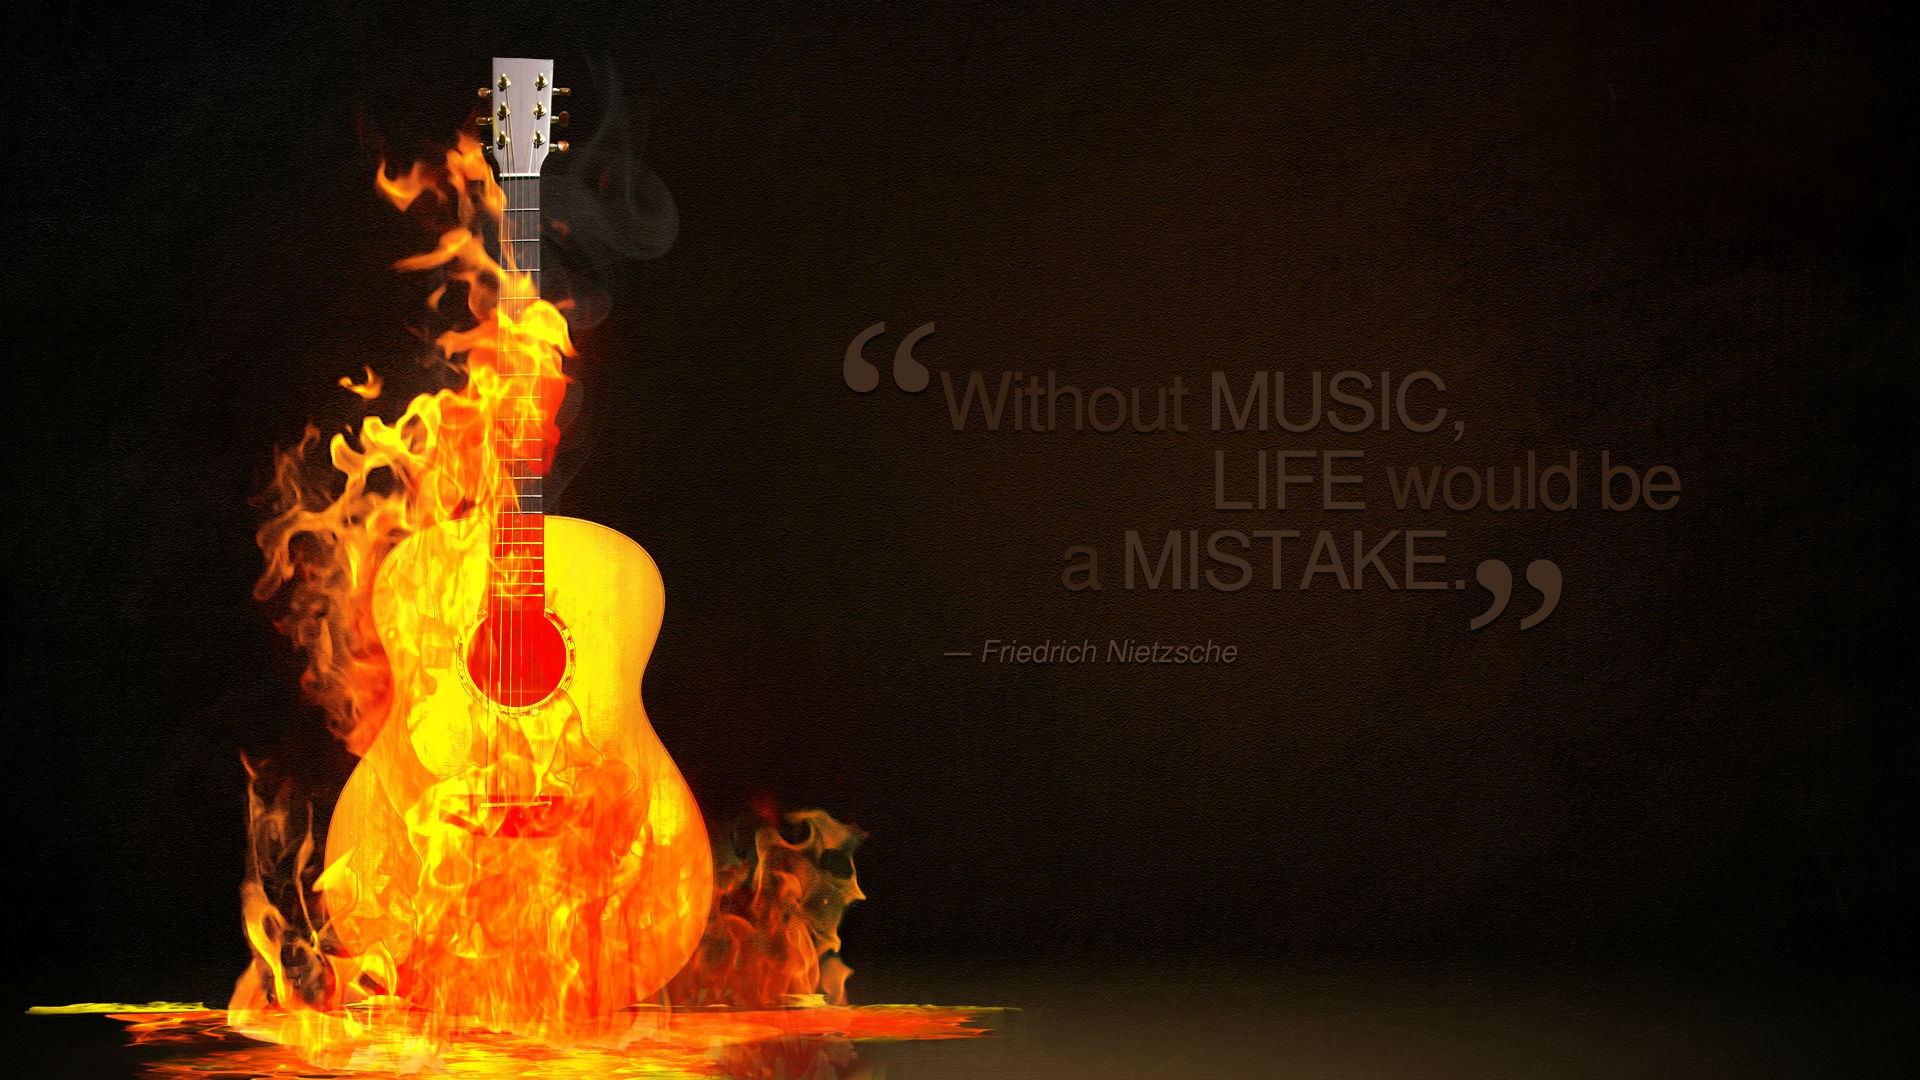 “Without MUSIC,
LIFE would be
a MISTAKE.”
— Friedrich Nietzsche